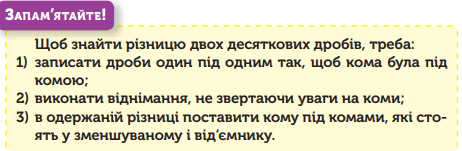 ЗАПАМ’ЯТАЙТЕ!
Щоб знайти різницю двох десяткових дробів, треба:
1) записати дроби один під одним так, щоб кома була під
комою;
2) виконати віднімання, не звертаючи уваги на коми;
3) в одержаній різниці поставити кому під комами, які сто-
ять у зменшуваному і від’ємнику.